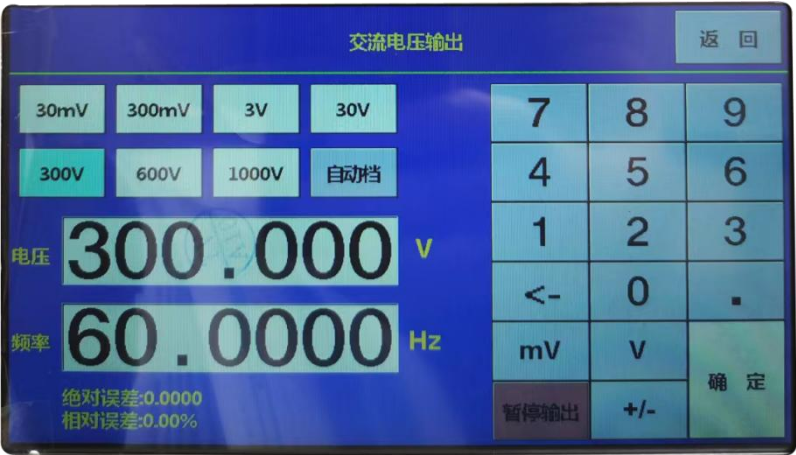 交流电压输出
返 回
30mV 300mV 3V 30V
300V 600V 1000V 自动档
电压 300.000 V
频率 60.0000 Hz
绝对误差:0.0000
相对误差:0.00%
7 8 9
4 5 6
1 2 3
<- 0 .
mV V
确 定
暂停输出 +/-